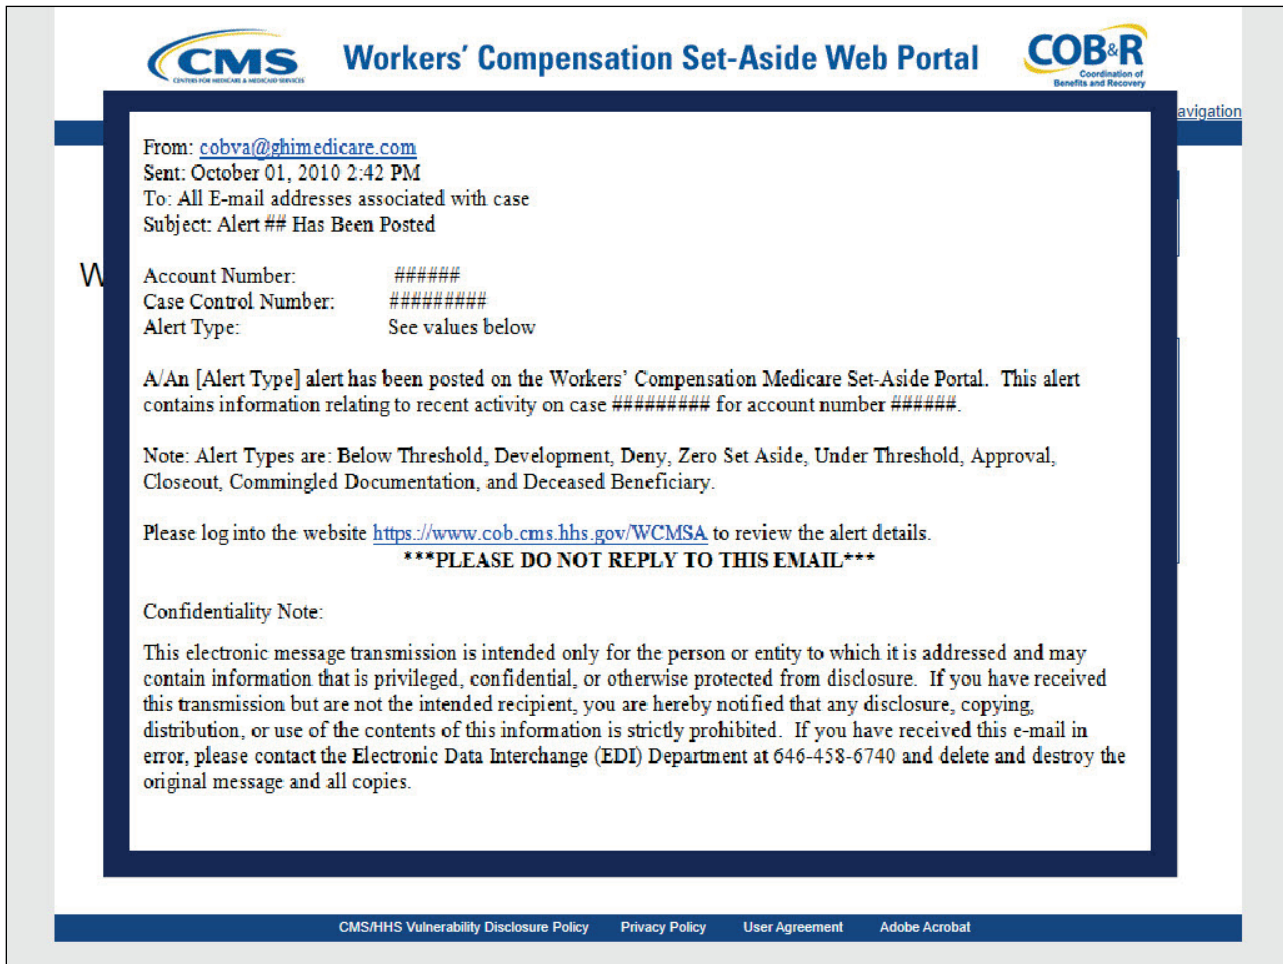 CMS
CENTERS FOR MEDICARE & MEDICAID SERVICES
Workers' Compensation Set-Aside Web Portal
COB&R
Coordination of
Benefits and Recovery
avigation
W
From: cobva@ghimedicare.com
Sent: October 01, 2010 2:42 PM
To: All E-mail addresses associated with case
Subject: Alert ## Has Been Posted
Account Number: ######
Case Control Number: #########
Alert Type: See values below
A/An [Alert Type] alert has been posted on the Workers' Compensation Medicare Set-Aside Portal. This alert
contains information relating to recent activity on case ######### for account number ######.
Note: Alert Types are: Below Threshold, Development, Deny, Zero Set Aside, Under Threshold, Approval,
Closeout, Commingled Documentation, and Deceased Beneficiary.
Please log into the website https://www.cob.cms.hhs.gov/WCMSA to review the alert details.
***PLEASE DO NOT REPLY TO THIS EMAIL***
Confidentiality Note:
This electronic message transmission is intended only for the person or entity to which it is addressed and may
contain information that is privileged, confidential, or otherwise protected from disclosure. If you have received
this transmission but are not the intended recipient, you are hereby notified that any disclosure, copying,
distribution, or use of the contents of this information is strictly prohibited. If you have received this e-mail in
error, please contact the Electronic Data Interchange (EDI) Department at 646-458-6740 and delete and destroy the
original message and all copies.
CMS/HHS Vulnerability Disclosure Policy Privacy Policy User Agreement Adobe Acrobat